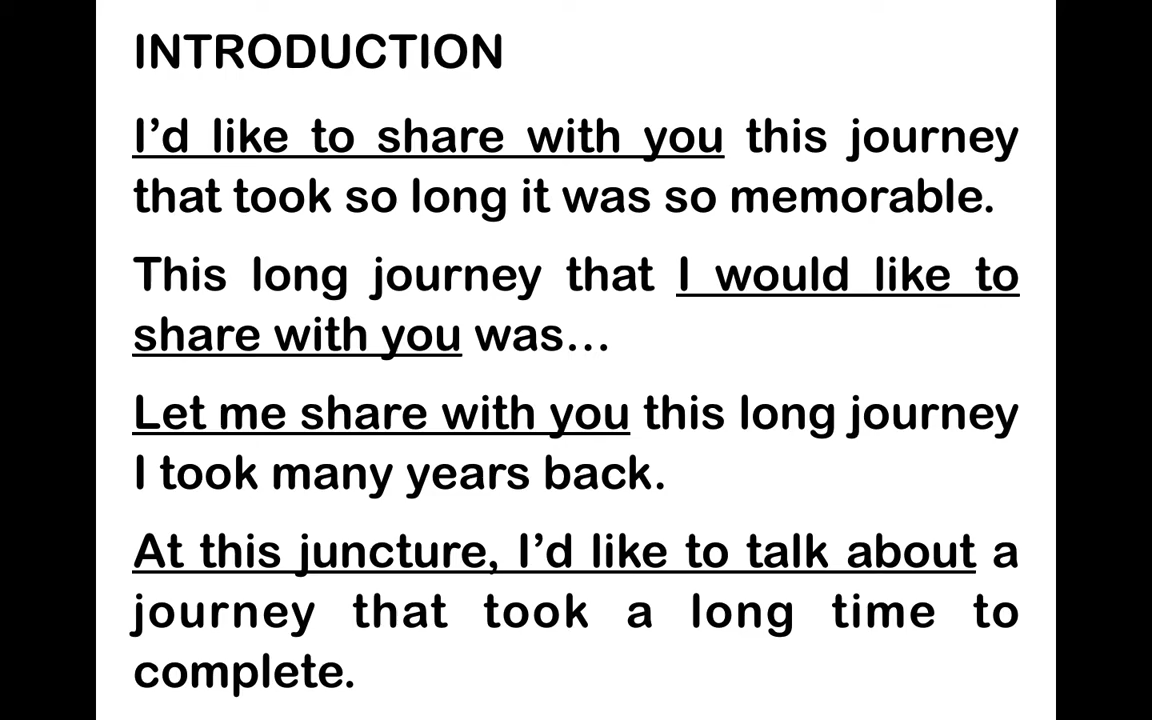 INTRODUCTION
I’d like to share with you this journey
that took so long it was so memorable.
This long journey that I would like to
share with you was…
Let me share with you this long journey
I took many years back.
At this juncture, I’d like to talk about a
journey that took a long time to
complete.